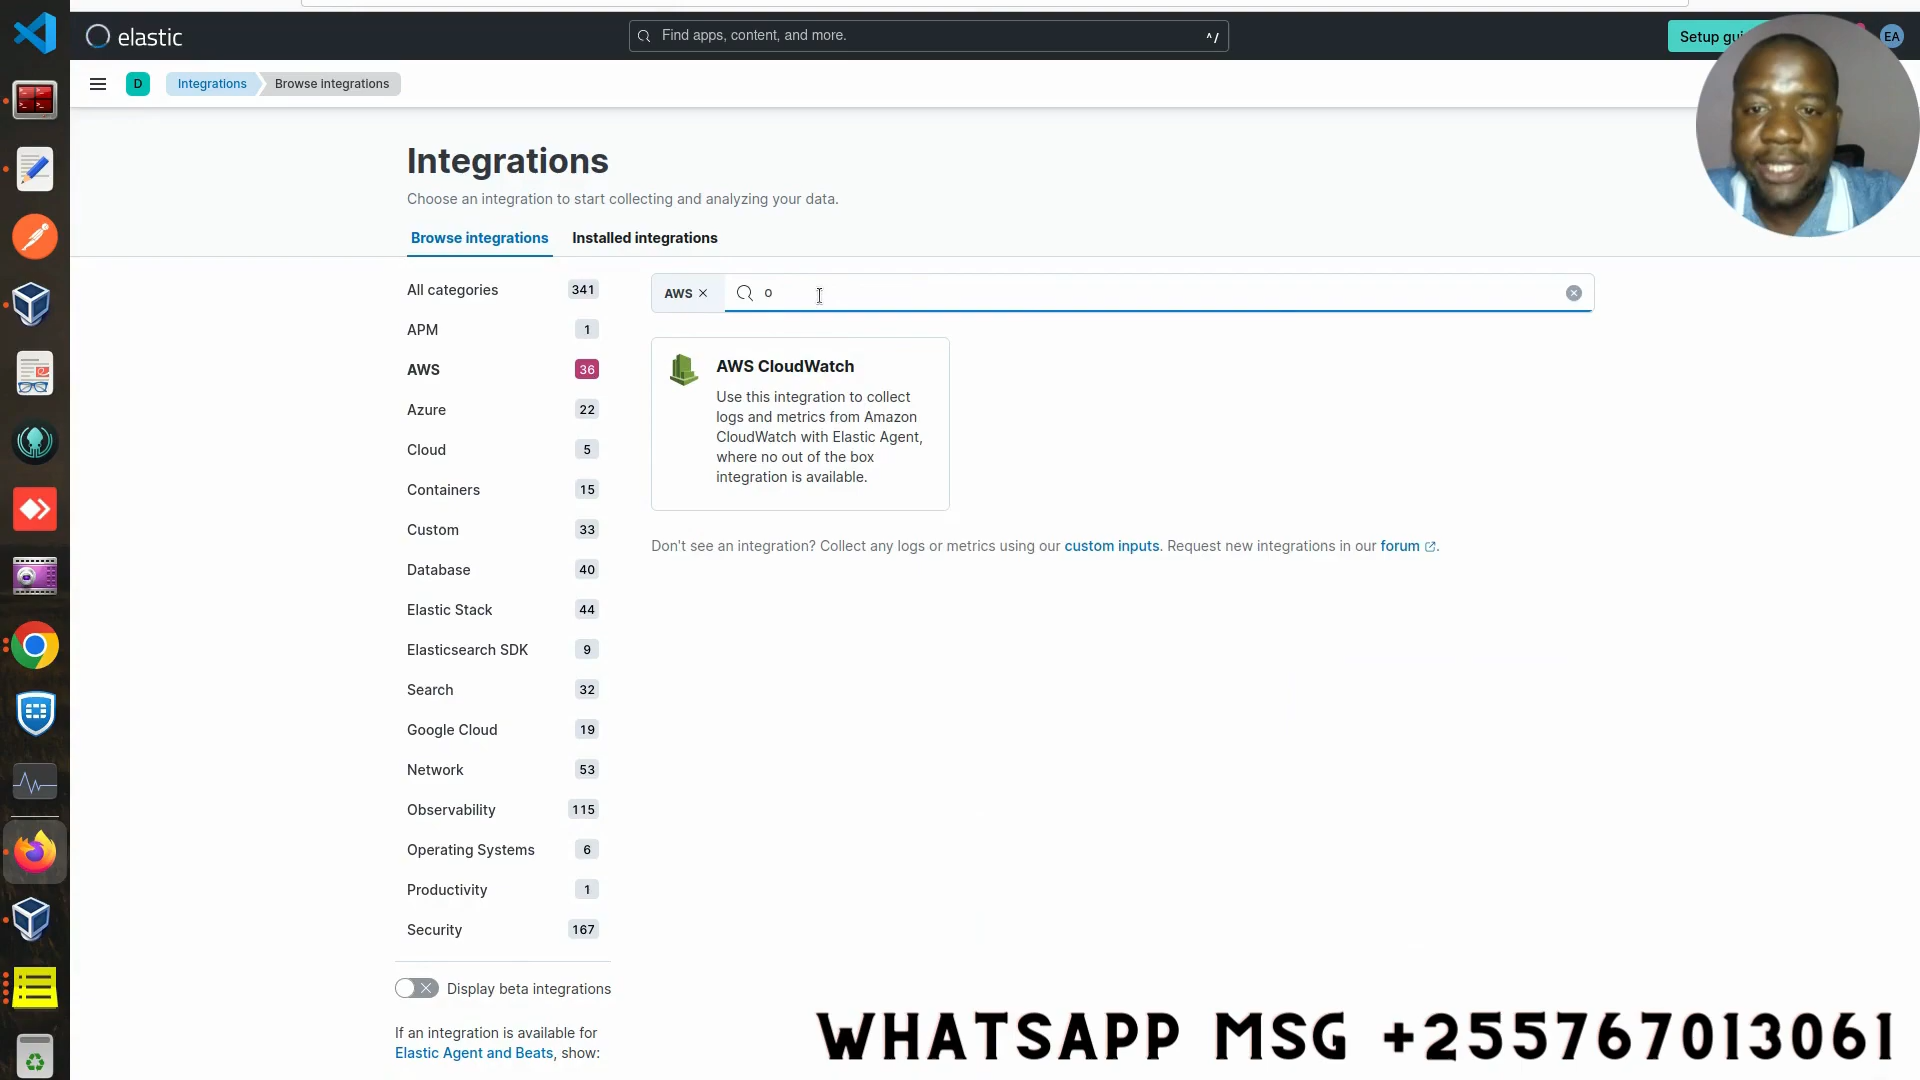 elastic
Find apps, content, and more.
^/
Setup gui
EA
D
Integrations
Browse integrations
Integrations
Choose an integration to start collecting and analyzing your data.
Browse integrations
Installed integrations
All categories 341
APM 1
AWS 36
Azure 22
Cloud 5
Containers 15
Custom 33
Database 40
Elastic Stack 44
Elasticsearch SDK 9
Search 32
Google Cloud 19
Network 53
Observability 115
Operating Systems 6
Productivity 1
Security 167
Display beta integrations
If an integration is available for
Elastic Agent and Beats, show:
AWS
o
AWS CloudWatch
Use this integration to collect
logs and metrics from Amazon
CloudWatch with Elastic Agent,
where no out of the box
integration is available.
Don't see an integration? Collect any logs or metrics using our custom inputs. Request new integrations in our forum.
WHATSAPP MSG +255767013061